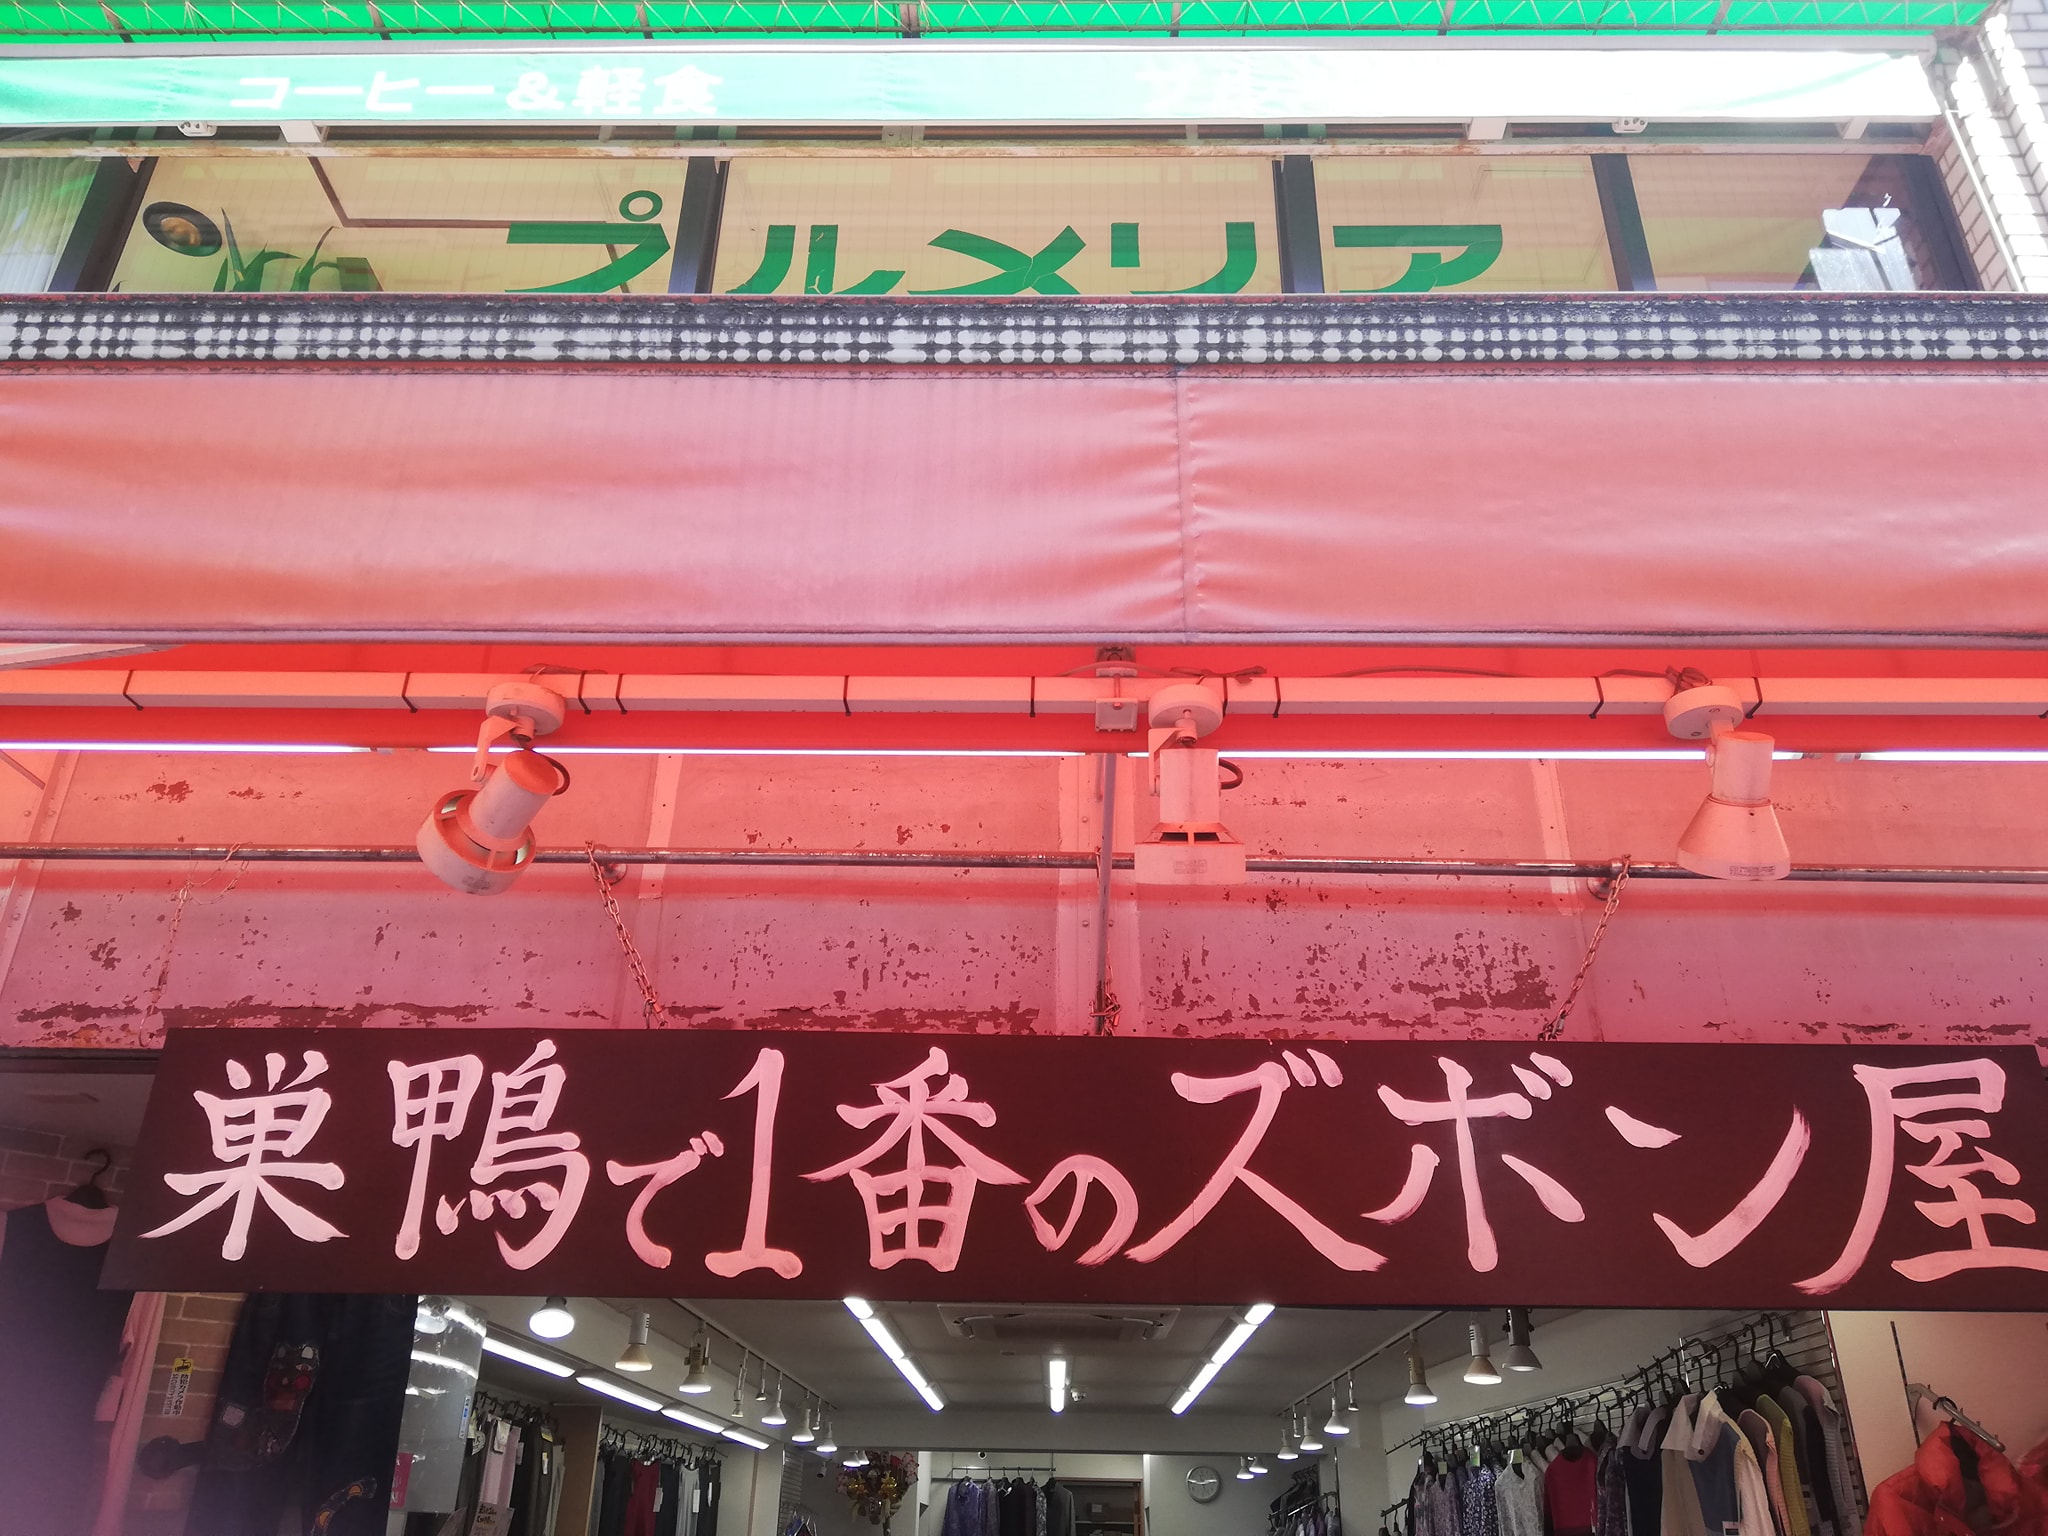 コーヒー&軽食
プルメリア
巣鴨で1番のズボン屋